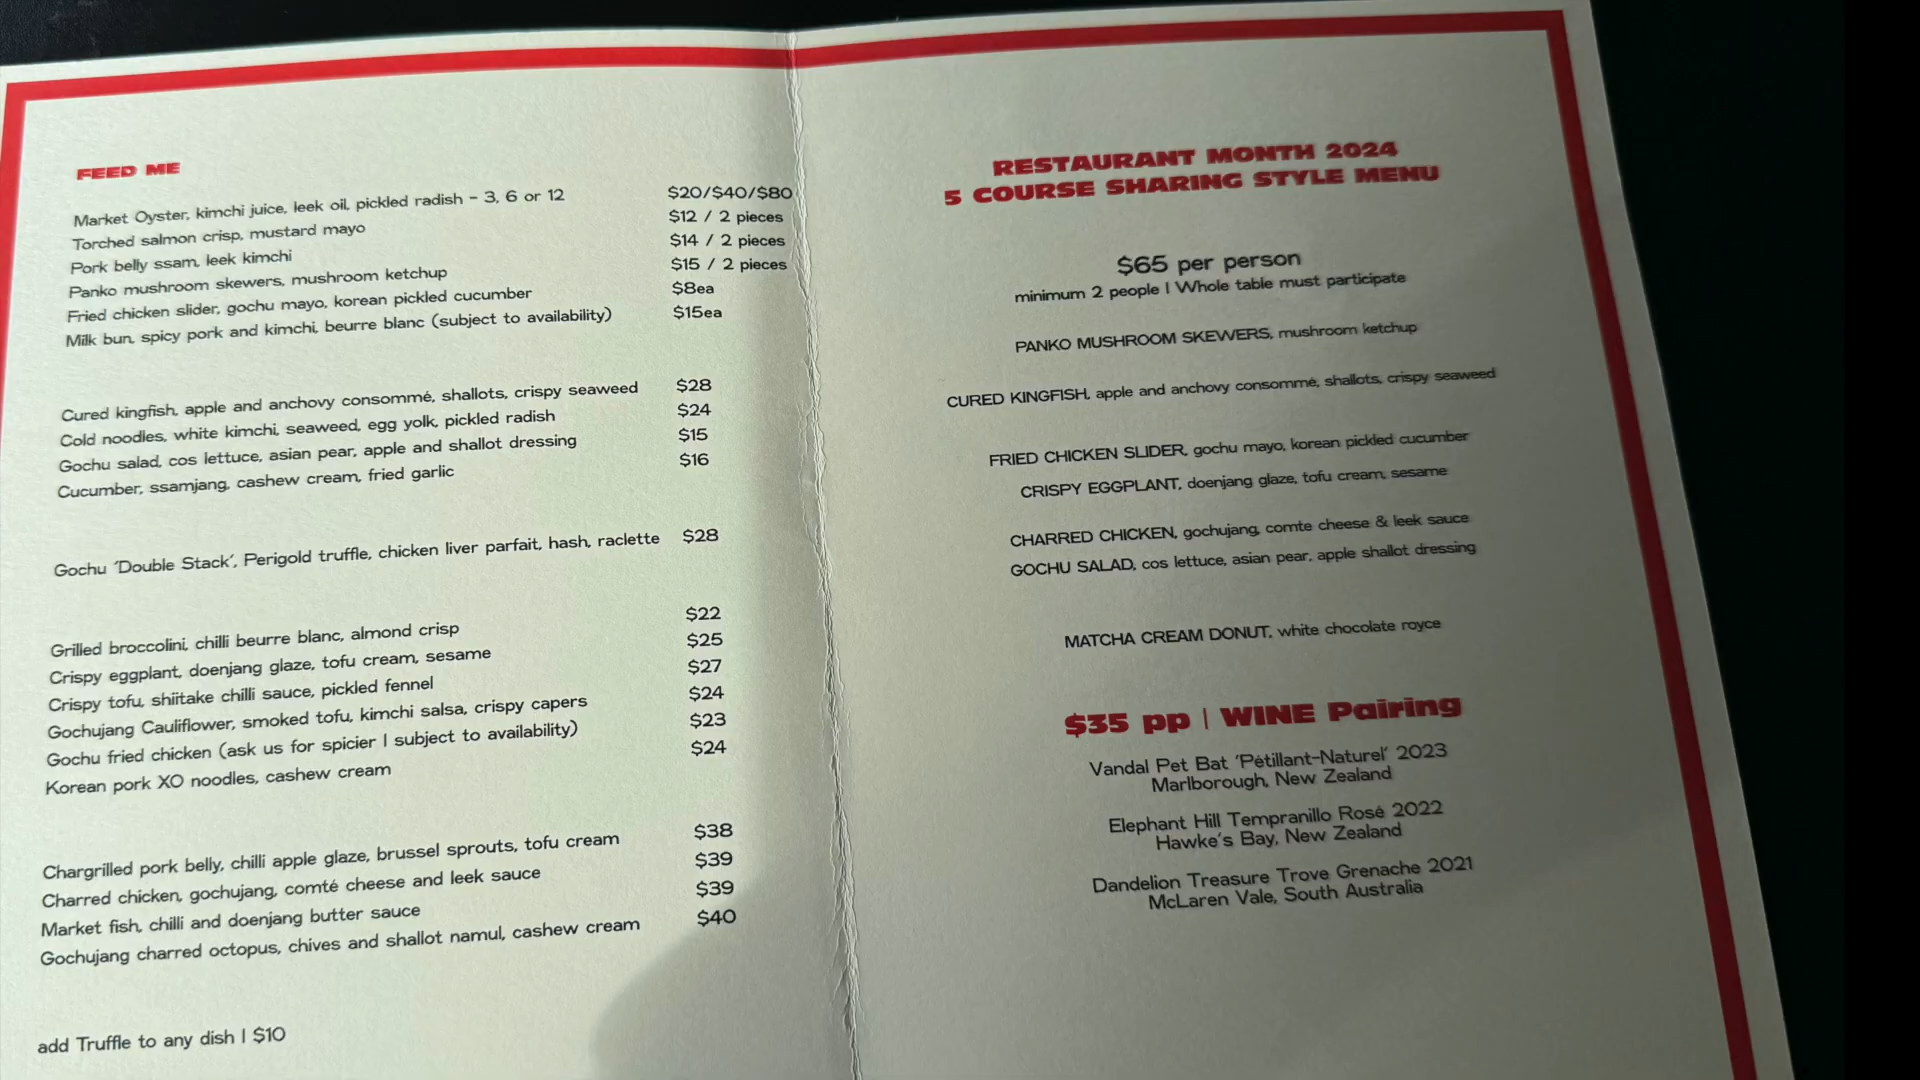 FEED ME
Market Oyster, kimchi juice, leek oil, pickled radish - 3, 6 or 12 $20/$40/$80
Torched salmon crisp, mustard mayo $12 / 2 pieces
Pork belly ssam, leek kimchi $14 / 2 pieces
Panko mushroom skewers, mushroom ketchup $15 / 2 pieces
Fried chicken slider, gochu mayo, korean pickled cucumber $8ea
Milk bun, spicy pork and kimchi, beurre blanc (subject to availability) $15ea
Cured kingfish, apple and anchovy consommé, shallots, crispy seaweed $28
Cold noodles, white kimchi, seaweed, egg yolk, pickled radish $24
Gochu salad, cos lettuce, asian pear, apple and shallot dressing $15
Cucumber, ssamjang, cashew cream, fried garlic $16
Gochu 'Double Stack', Perigold truffle, chicken liver parfait, hash, raclette $28
Grilled broccolini, chilli beurre blanc, almond crisp $22
Crispy eggplant, doenjang glaze, tofu cream, sesame $25
Crispy tofu, shiitake chilli sauce, pickled fennel $27
Gochujang Cauliflower, smoked tofu, kimchi salsa, crispy capers $24
Gochu fried chicken (ask us for spicier | subject to availability) $23
Korean pork XO noodles, cashew cream $24
Chargrilled pork belly, chilli apple glaze, brussel sprouts, tofu cream $38
Charred chicken, gochujang, comté cheese and leek sauce $39
Market fish, chilli and doenjang butter sauce $39
Gochujang charred octopus, chives and shallot namul, cashew cream $40
add Truffle to any dish | $10
RESTAURANT MONTH 2024
5 COURSE SHARING STYLE MENU
$65 per person
minimum 2 people | Whole table must participate
PANKO MUSHROOM SKEWERS, mushroom ketchup
CURED KINGFISH, apple and anchovy consommé, shallots, crispy seaweed
FRIED CHICKEN SLIDER, gochu mayo, korean pickled cucumber
CRISPY EGGPLANT, doenjang glaze, tofu cream, sesame
CHARRED CHICKEN, gochujang, comte cheese & leek sauce
GOCHU SALAD, cos lettuce, asian pear, apple shallot dressing
MATCHA CREAM DONUT, white chocolate royce
$35 pp | WINE Pairing
Vandal Pet Bat 'Pétillant-Naturel' 2023
Marlborough, New Zealand
Elephant Hill Tempranillo Rosé 2022
Hawke's Bay, New Zealand
Dandelion Treasure Trove Grenache 2021
McLaren Vale, South Australia